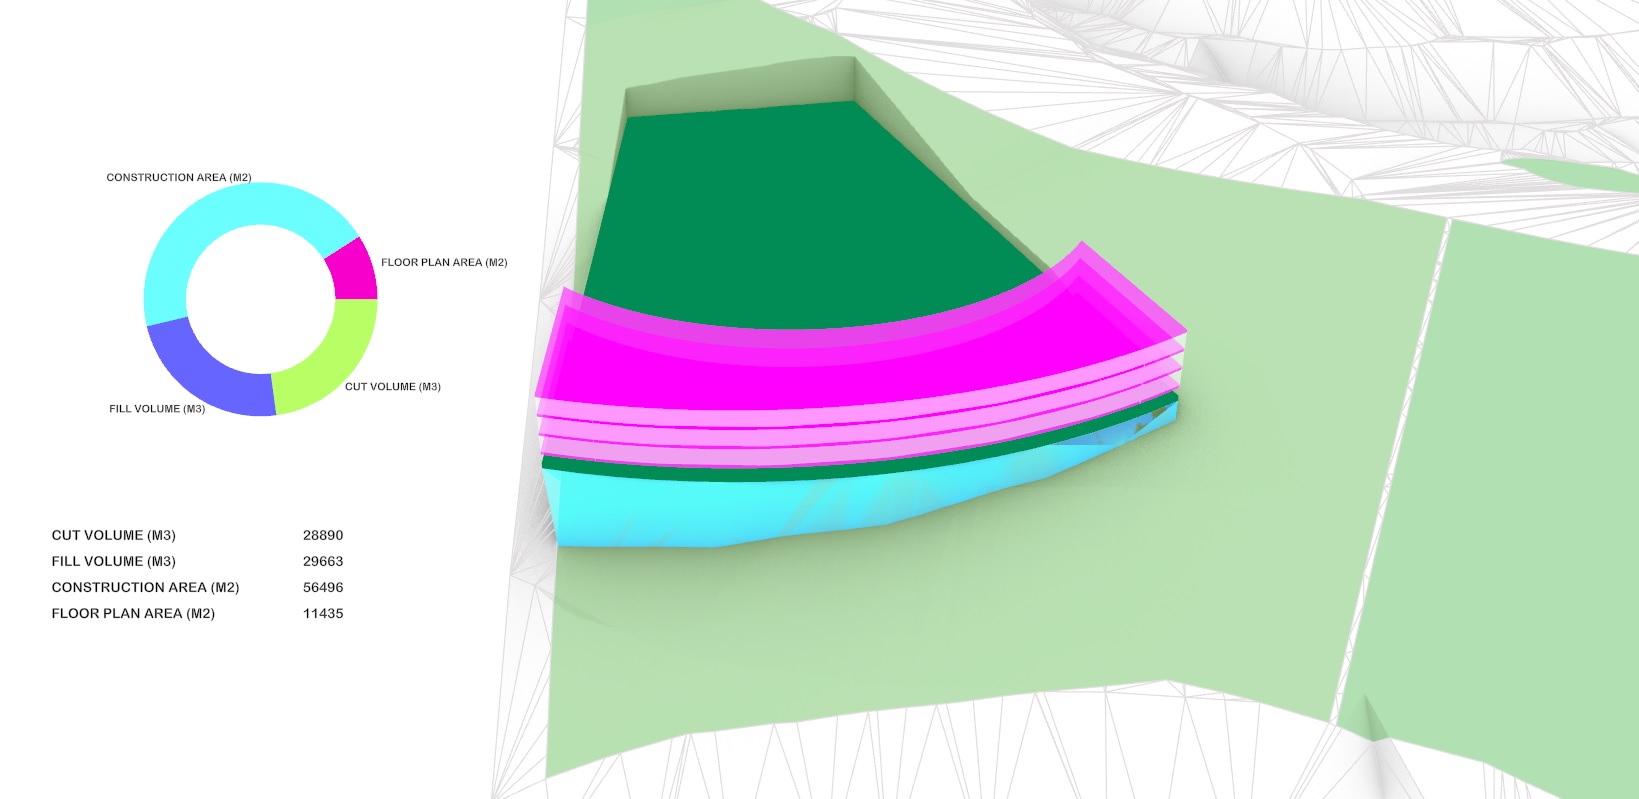 CONSTRUCTION AREA (M2)
FLOOR PLAN AREA (M2)
CUT VOLUME (M3)
FILL VOLUME (M3)
CUT VOLUME (M3) 28890
FILL VOLUME (M3) 29663
CONSTRUCTION AREA (M2) 56496
FLOOR PLAN AREA (M2) 11435